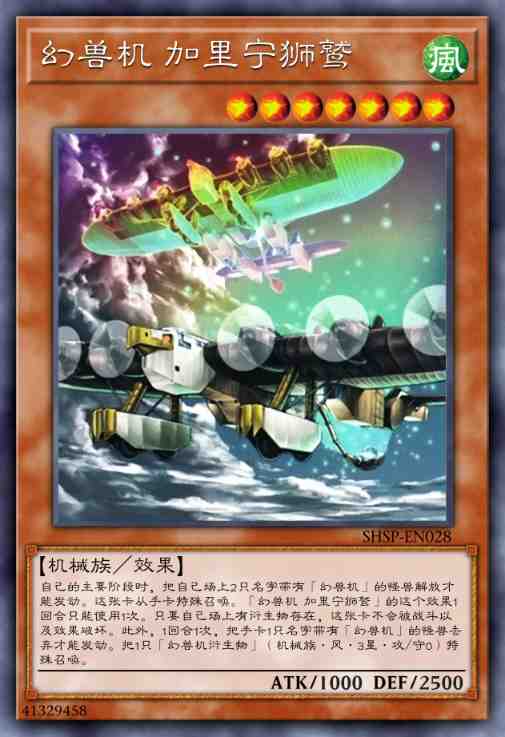 幻兽机 加里宁狮鹫
風
SHSP-EN028
【机械族／效果】
自己的主要阶段时，把自己场上2只名字带有「幻兽机」的怪兽解放才
能发动。这张卡从手卡特殊召唤。「幻兽机 加里宁狮鹫」的这个效果1
回合只能使用1次。只要自己场上有衍生物存在，这张卡不会被战斗以
及效果破坏。此外，1回合1次，把手卡1只名字带有「幻兽机」的怪兽丢
弃才能发动。把1只「幻兽机衍生物」（机械族·风·3星·攻/守0）特
殊召唤。
ATK/1000 DEF/2500
41329458